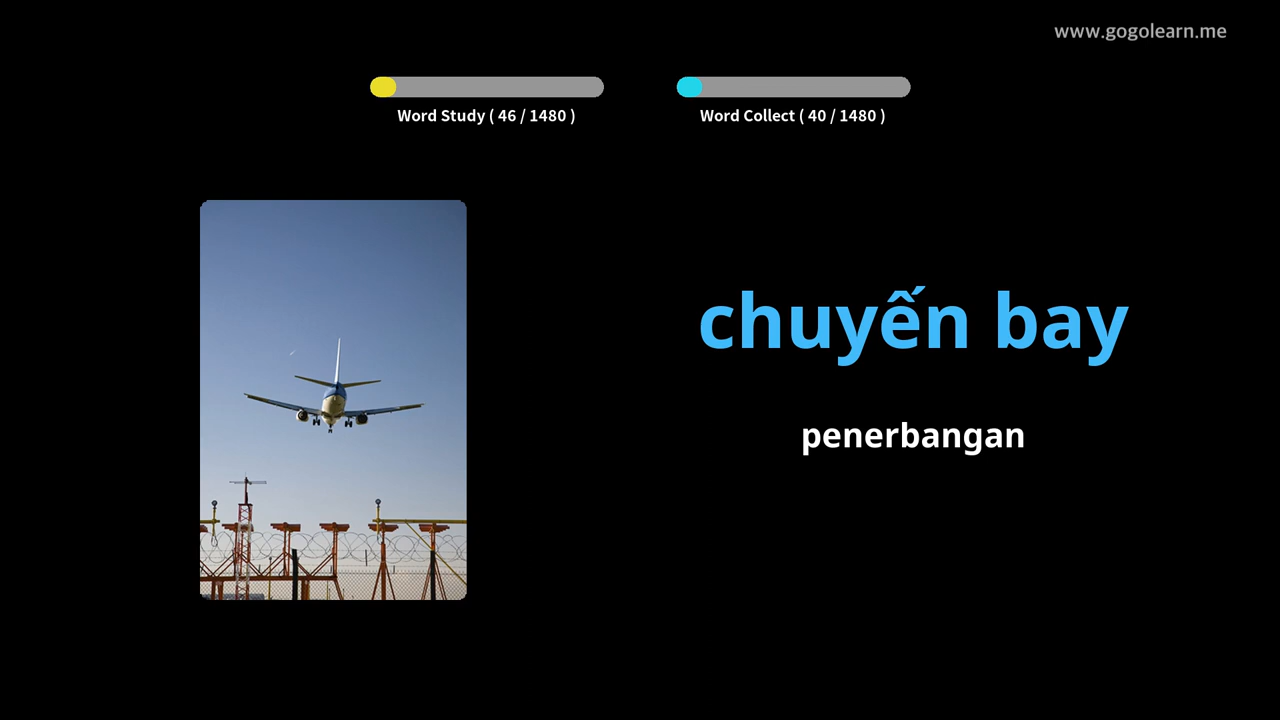 www.gogolearn.me
Word Study ( 46 / 1480 )
Word Collect ( 40 / 1480 )
chuyến bay
penerbangan